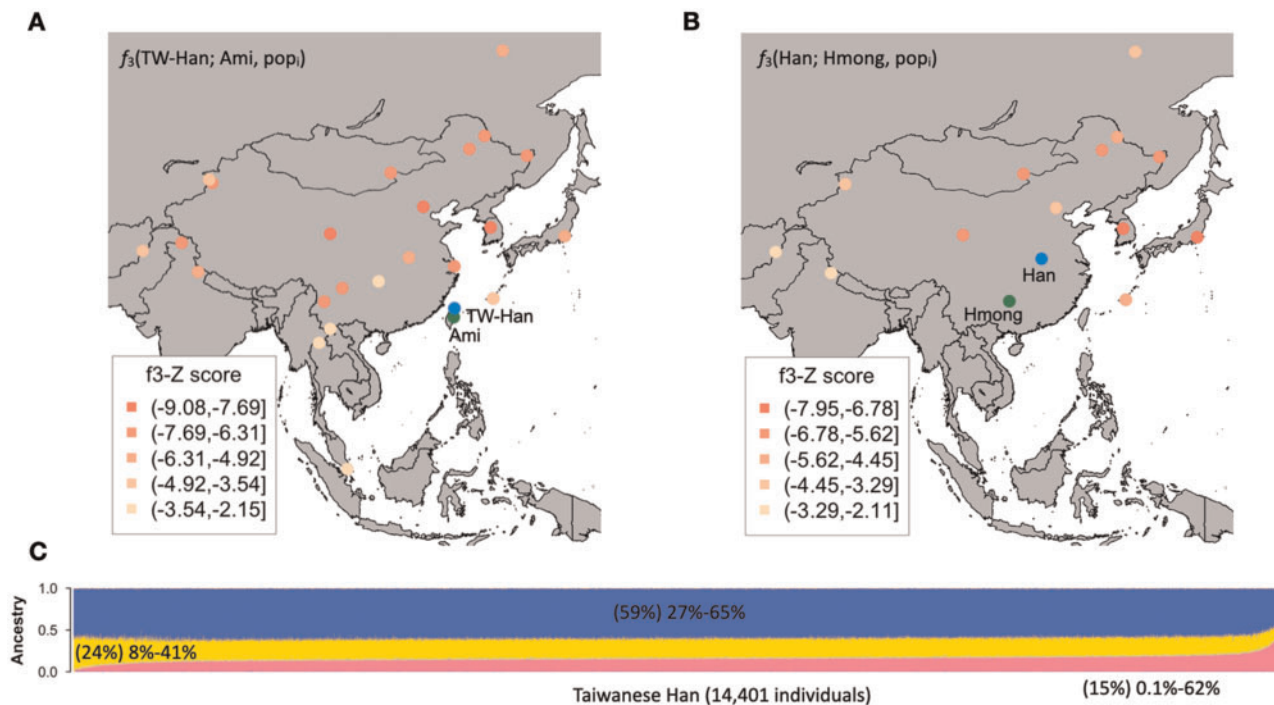 A
f3(TW-Han; Ami, popi)
TW-Han
Ami
f3-Z score
(-9.08,-7.69]
(-7.69,-6.31]
(-6.31,-4.92]
(-4.92,-3.54]
(-3.54,-2.15]
B
f3(Han; Hmong, popi)
Han
Hmong
f3-Z score
(-7.95,-6.78]
(-6.78,-5.62]
(-5.62,-4.45]
(-4.45,-3.29]
(-3.29,-2.11]
C
Ancestry
1.0
0.5
0.0
(59%) 27%-65%
(24%) 8%-41%
(15%) 0.1%-62%
Taiwanese Han (14,401 individuals)